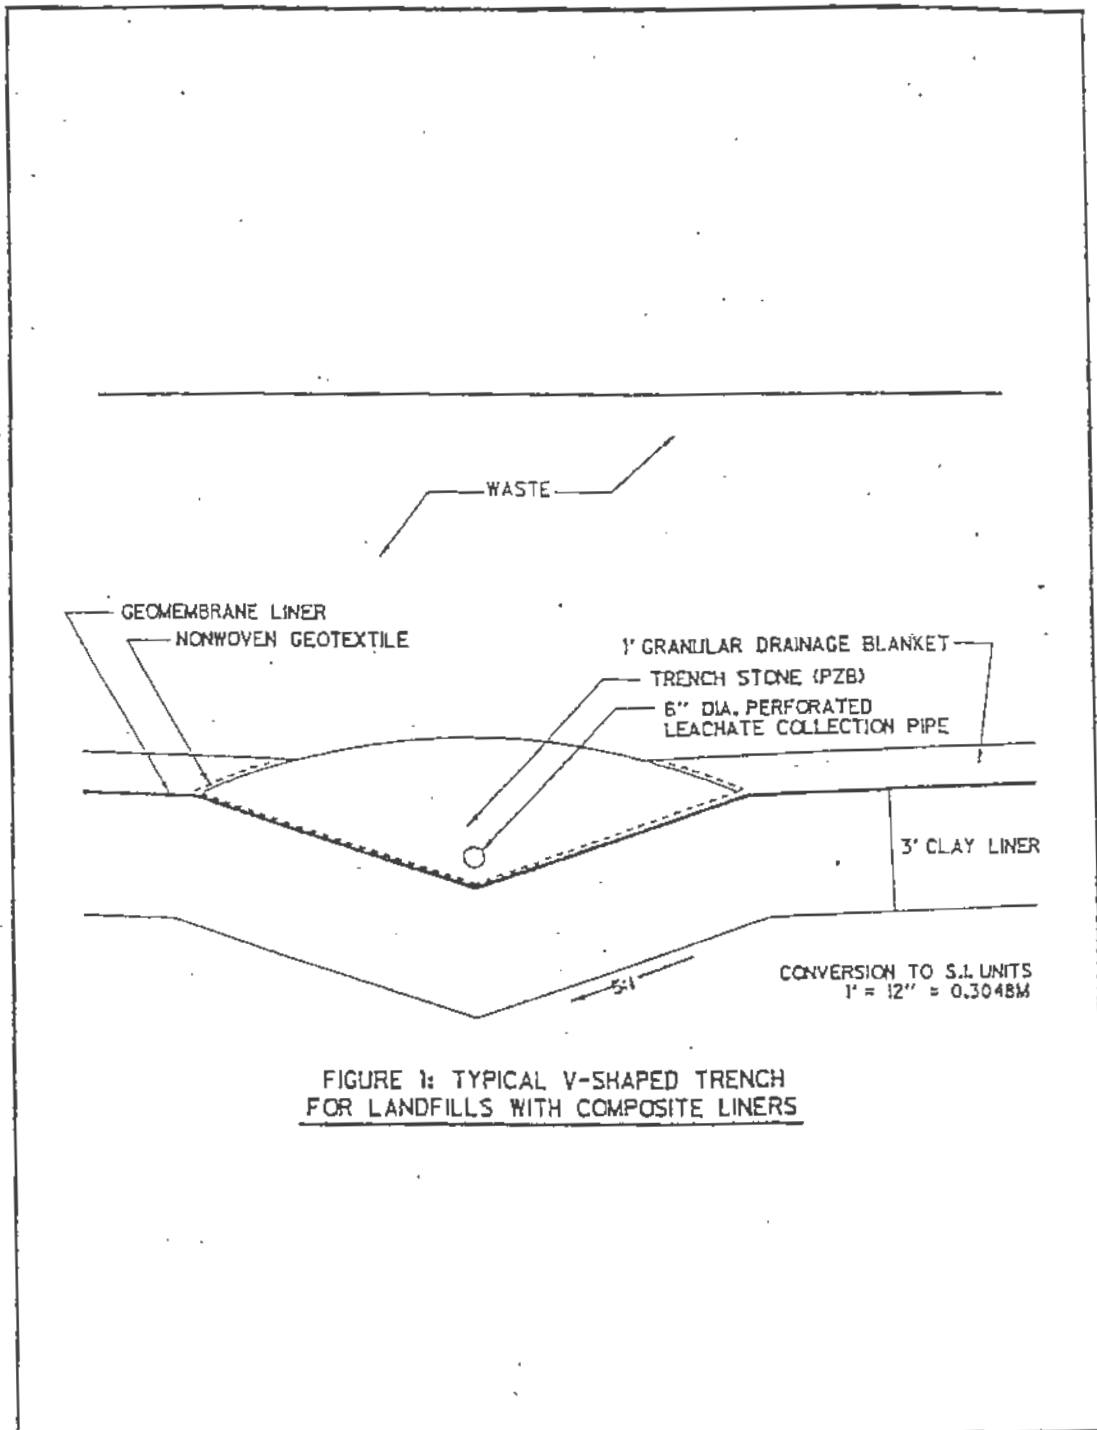 WASTE
GEOMEMBRANE LINER
NONWOVEN GEOTEXTILE
1' GRANULAR DRAINAGE BLANKET
TRENCH STONE (PZB)
6" DIA. PERFORATED
LEACHATE COLLECTION PIPE
3' CLAY LINER
5:1
CONVERSION TO S.I. UNITS
1' = 12" = 0.3048M
FIGURE 1: TYPICAL V-SHAPED TRENCH
FOR LANDFILLS WITH COMPOSITE LINERS